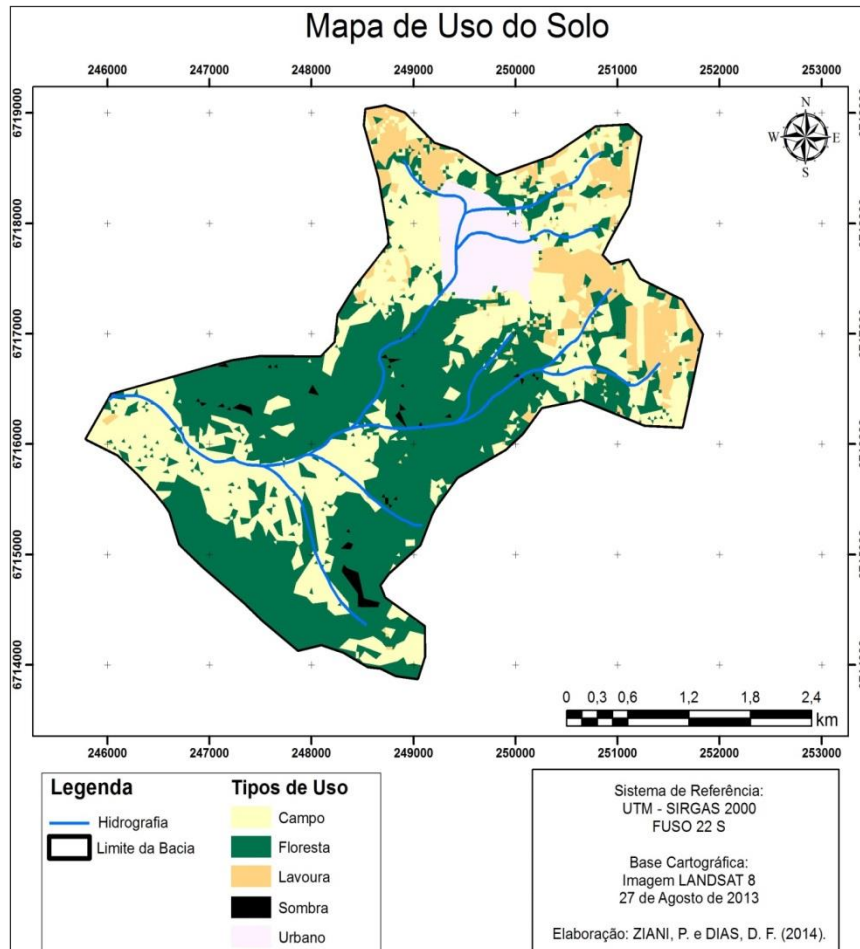 Mapa de Uso do Solo
246000 247000 248000 249000 250000 251000 252000 253000
N
W E
S
6719000
6718000
6717000
6716000
6715000
6714000
0 0,3 0,6 1,2 1,8 2,4
km
246000 247000 248000 249000 250000 251000 252000 253000
Legenda
Hidrografia
Limite da Bacia
Tipos de Uso
Campo
Floresta
Lavoura
Sombra
Urbano
Sistema de Referência:
UTM - SIRGAS 2000
FUSO 22 S
Base Cartográfica:
Imagem LANDSAT 8
27 de Agosto de 2013
Elaboração: ZIANI, P. e DIAS, D. F. (2014).